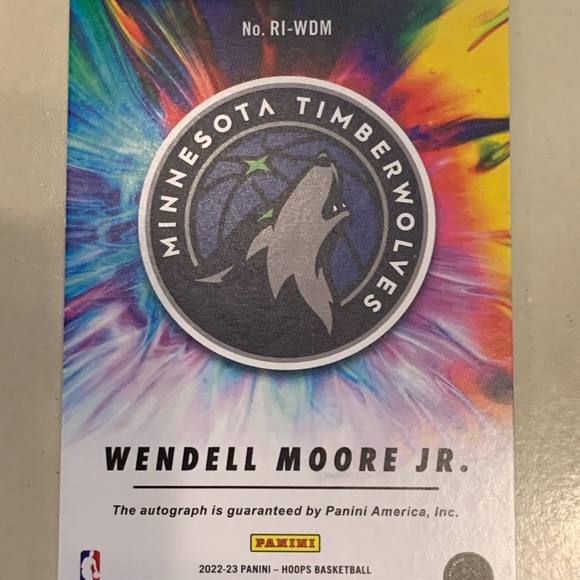 No. RI-WDM
MINNESOTA TIMBERWOLVES
WENDELL MOORE JR.
The autograph is guaranteed by Panini America, Inc.
PANINI
2022-23 PANINI – HOOPS BASKETBALL